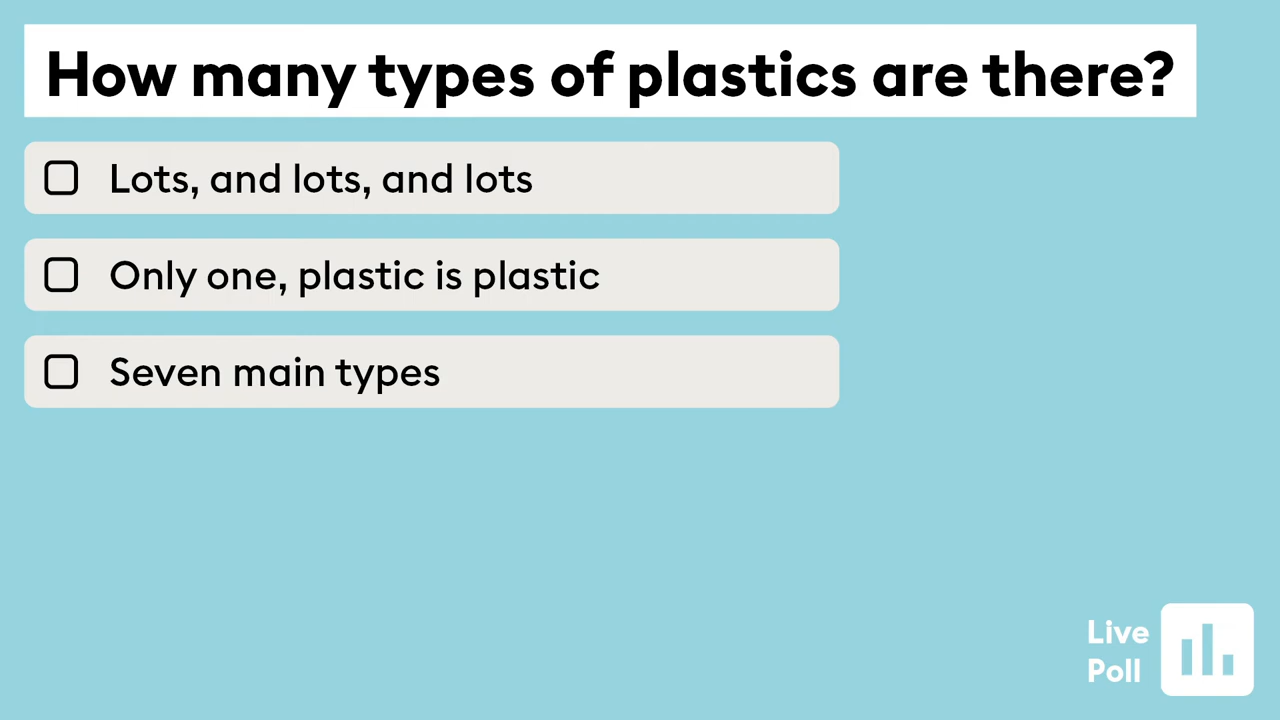 How many types of plastics are there?
Lots, and lots, and lots
Only one, plastic is plastic
Seven main types
Live
Poll